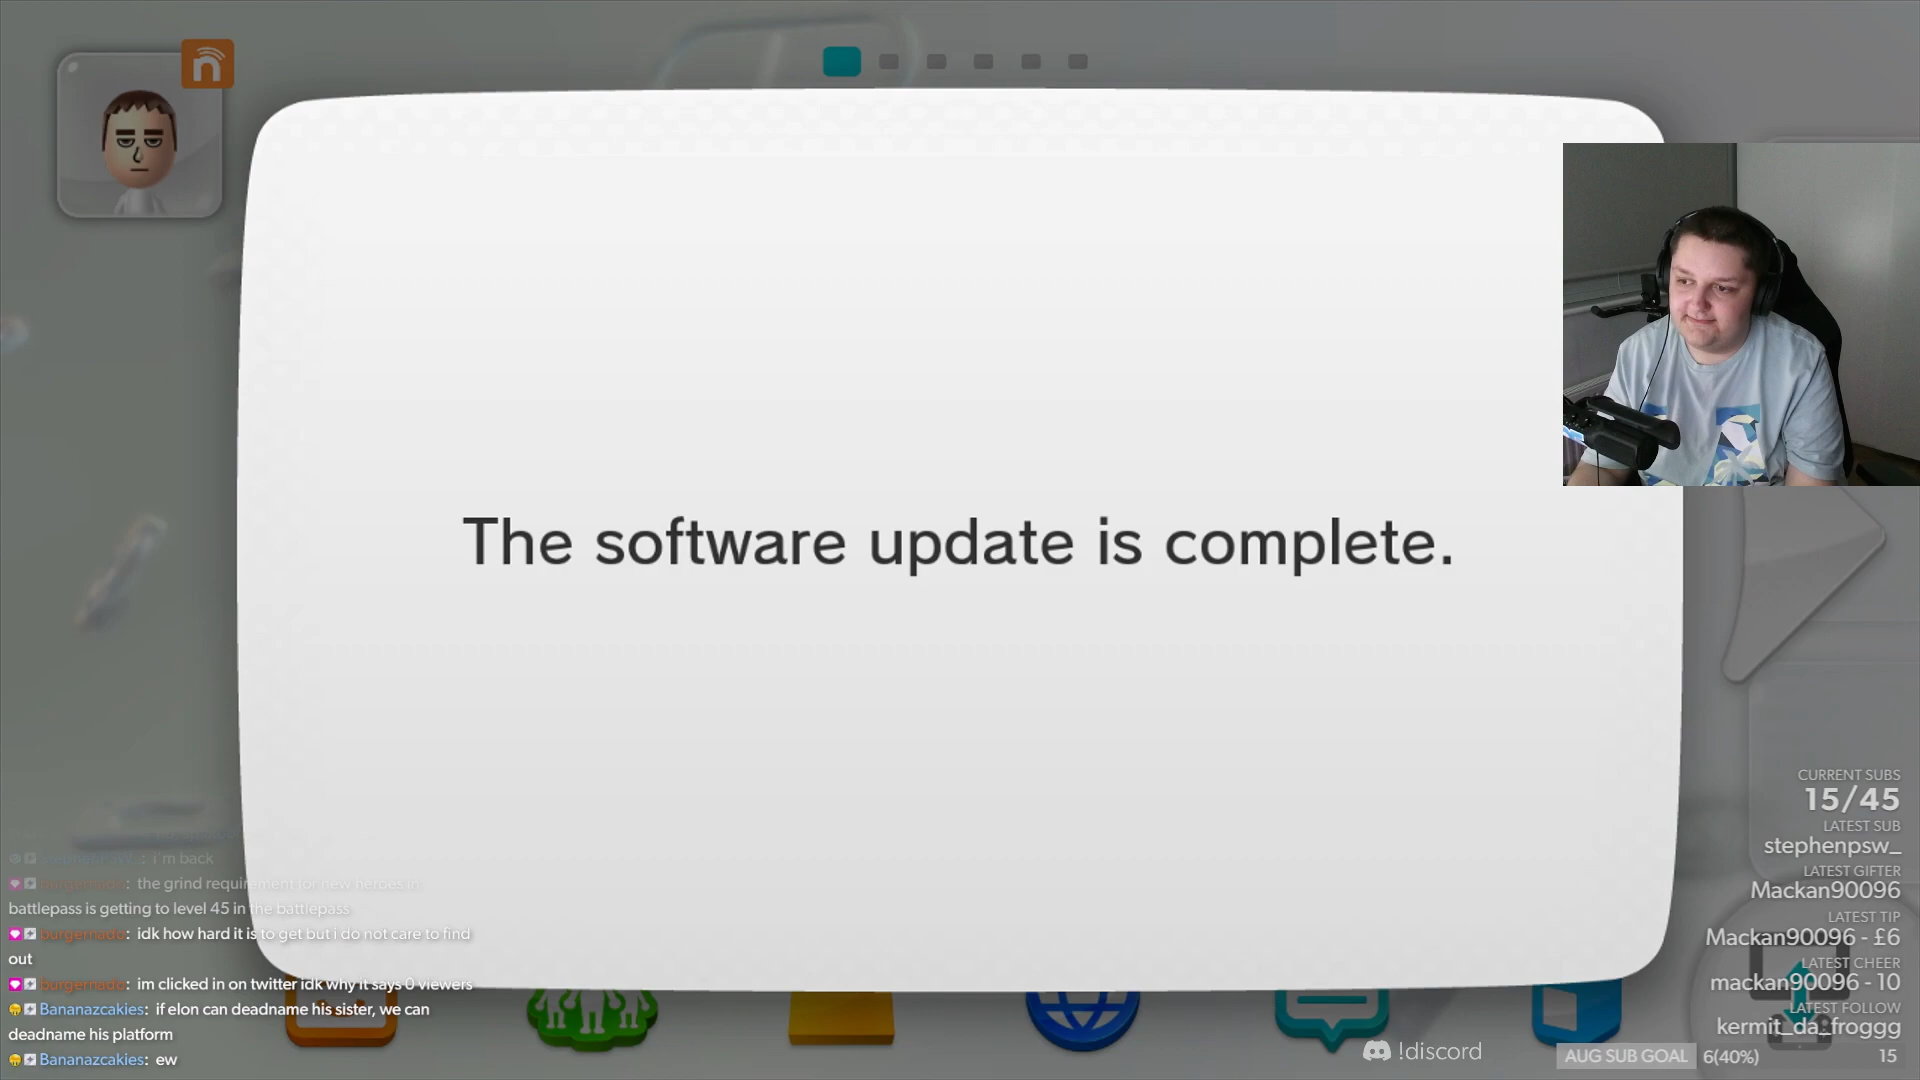 The software update is complete.
: i'm back
burgernado: the grind requirement for new heroes in
battlepass is getting to level 45 in the battlepass
burgernado: idk how hard it is to get but i do not care to find
out
burgernado: im clicked in on twitter idk why it says 0 viewers
Bananazcakies: if elon can deadname his sister, we can
deadname his platform
Bananazcakies: ew
!discord
CURRENT SUBS
15/45
LATEST SUB
stephenpsw_
LATEST GIFTER
Mackan90096
LATEST TIP
Mackan90096 - £6
LATEST CHEER
mackan90096 - 10
LATEST FOLLOW
kermit_da_froggg
AUG SUB GOAL 6(40%) 15